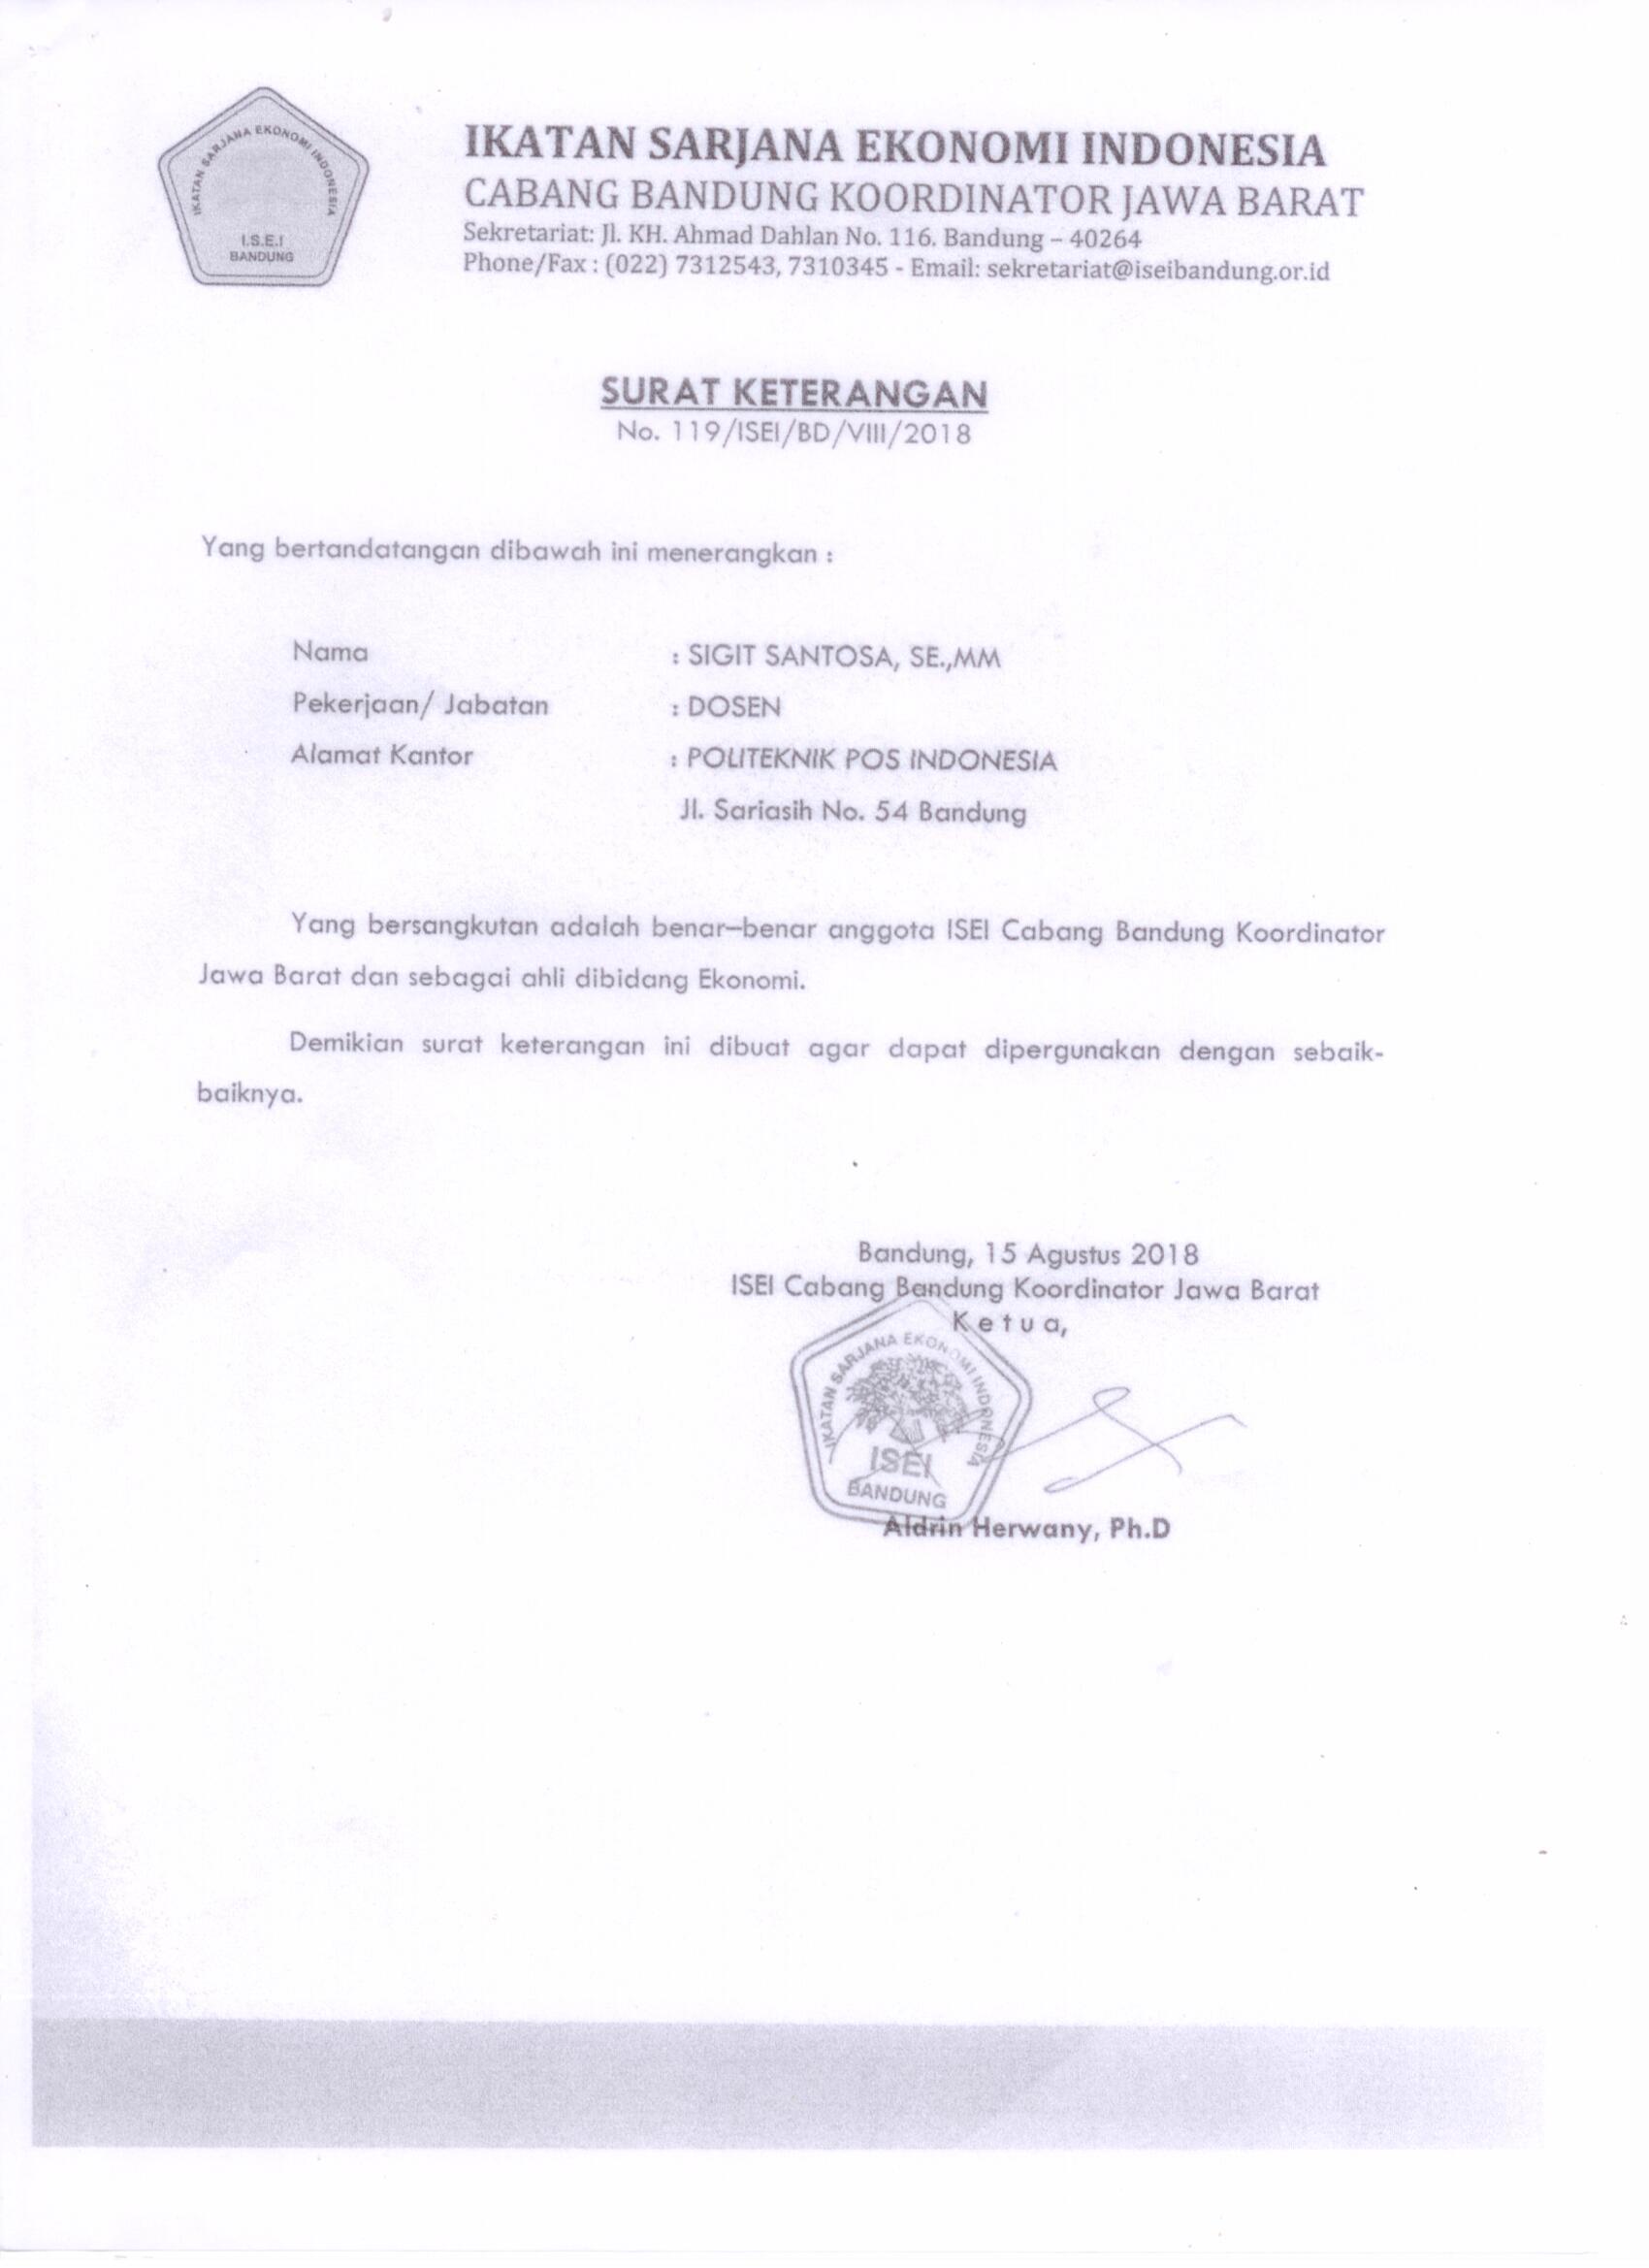 IKATAN SARJANA EKONOMI INDONESIA
I.S.E.I
BANDUNG
IKATAN SARJANA EKONOMI INDONESIA
CABANG BANDUNG KOORDINATOR JAWA BARAT
Sekretariat: Jl. KH. Ahmad Dahlan No. 116. Bandung – 40264
Phone/Fax : (022) 7312543, 7310345 - Email: sekretariat@iseibandung.or.id
SURAT KETERANGAN
No. 119/ISEI/BD/VIII/2018
Yang bertandatangan dibawah ini menerangkan :
Nama : SIGIT SANTOSA, SE.,MM
Pekerjaan/ Jabatan : DOSEN
Alamat Kantor : POLITEKNIK POS INDONESIA
Jl. Sariasih No. 54 Bandung
Yang bersangkutan adalah benar–benar anggota ISEI Cabang Bandung Koordinator
Jawa Barat dan sebagai ahli dibidang Ekonomi.
Demikian surat keterangan ini dibuat agar dapat dipergunakan dengan sebaik-
baiknya.
Bandung, 15 Agustus 2018
ISEI Cabang Bandung Koordinator Jawa Barat
K e t u a,
IKATAN SARJANA EKONOMI INDONESIA
ISEI
BANDUNG
Aldrin Herwany, Ph.D